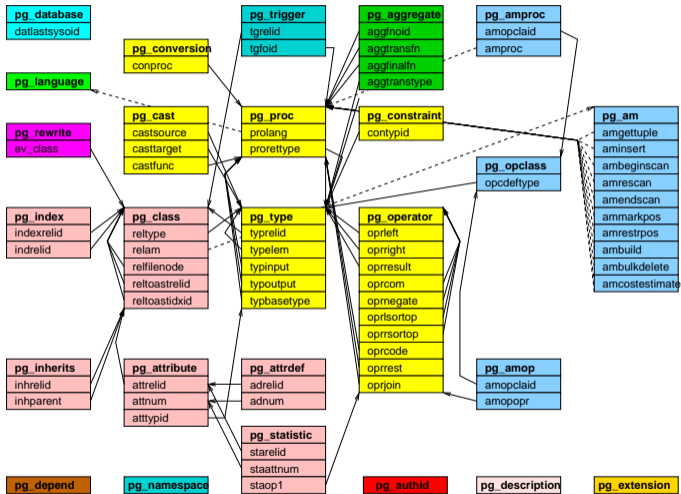 pg_database
datlastsysoid
pg_conversion
conproc
pg_trigger
tgrelid
tgfoid
pg_aggregate
aggfnoid
aggtransfn
aggfinalfn
aggtranstype
pg_amproc
amopclaid
amproc
pg_language
pg_rewrite
ev_class
pg_cast
castsource
casttarget
castfunc
pg_proc
prolang
prorettype
pg_constraint
contypid
pg_opclass
opcdeftype
pg_am
amgettuple
aminsert
ambeginscan
amrescan
amendscan
ammarkpos
amrestrpos
ambuild
ambulkdelete
amcostestimate
pg_index
indexrelid
indrelid
pg_class
reltype
relam
relfilenode
reltoastrelid
reltoastidxid
pg_type
typrelid
typelem
typinput
typoutput
typbasetype
pg_operator
oprleft
oprright
oprresult
oprcom
oprnegate
oprlsortop
oprrsortop
oprcode
oprrest
oprjoin
pg_inherits
inhrelid
inhparent
pg_attribute
attrelid
attnum
atttypid
pg_attrdef
adrelid
adnum
pg_statistic
starelid
staattnum
staop1
pg_amop
amopclaid
amopopr
pg_depend
pg_namespace
pg_authid
pg_description
pg_extension